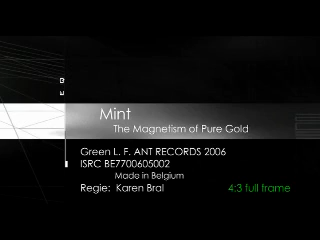 Mint
The Magnetism of Pure Gold
Green L. F. ANT RECORDS 2006
ISRC BE7700605002
Made in Belgium
Regie: Karen Bral 4:3 full frame